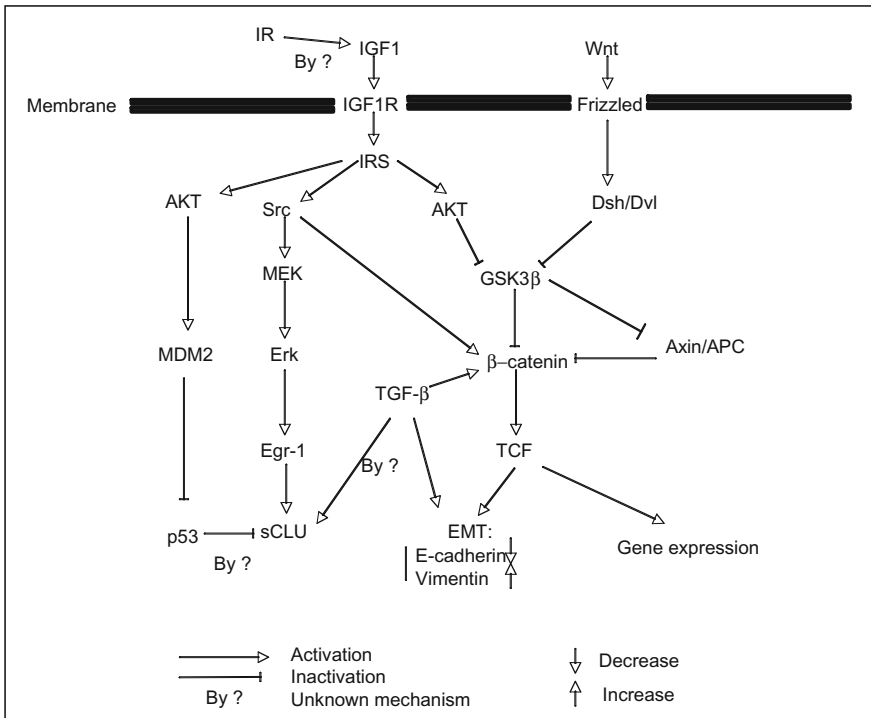 IR
IGF1
Wnt
By ?
Membrane
IGF1R
Frizzled
IRS
AKT
Src
AKT
Dsh/Dvl
MEK
GSK3β
MDM2
Erk
β–catenin
Axin/APC
TGF-β
Egr-1
By ?
TCF
p53
sCLU
EMT:
By ?
E-cadherin
Gene expression
Vimentin
Activation
Decrease
Inactivation
By ?
Unknown mechanism
Increase